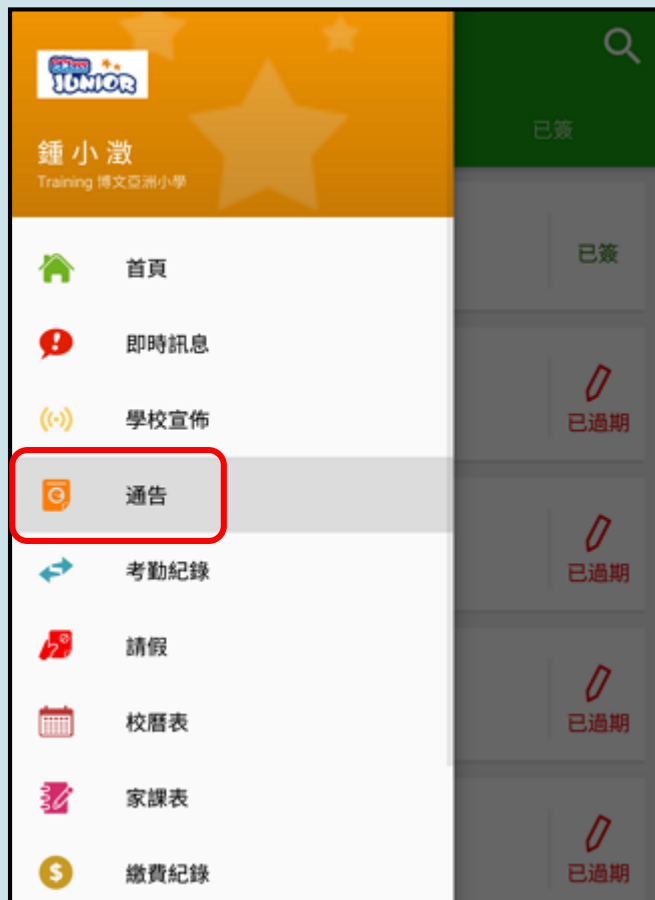 JUNIOR
鍾 小 澂
Training 博文亞洲小學
已簽
首頁
已簽
即時訊息
學校宣佈
已過期
通告
考勤紀錄
已過期
請假
校曆表
已過期
家課表
繳費紀錄
已過期